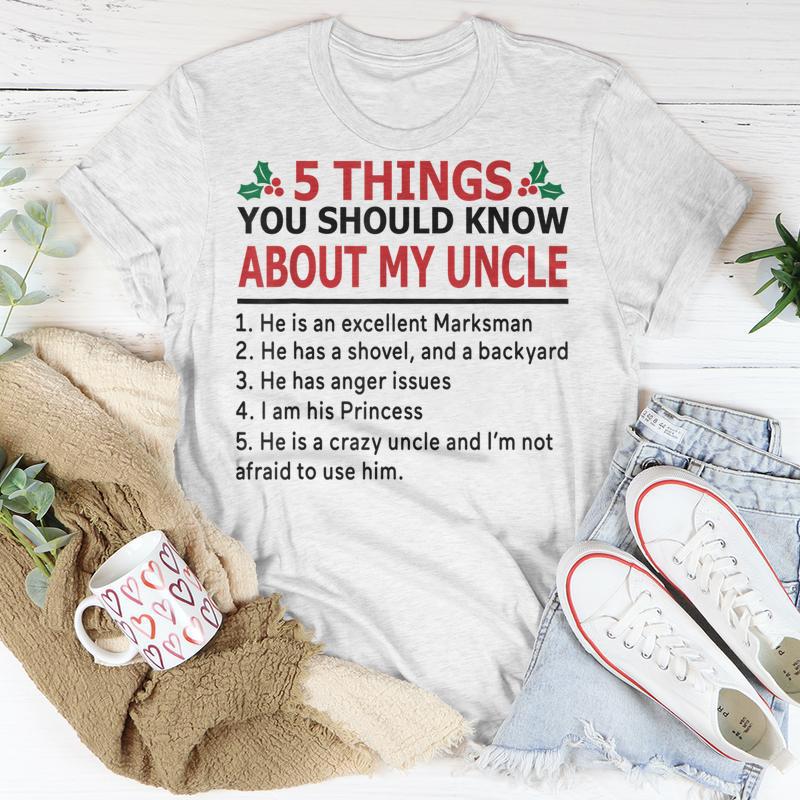 5 THINGS
YOU SHOULD KNOW
ABOUT MY UNCLE
1. He is an excellent Marksman
2. He has a shovel, and a backyard
3. He has anger issues
4. I am his Princess
5. He is a crazy uncle and I'm not
afraid to use him.